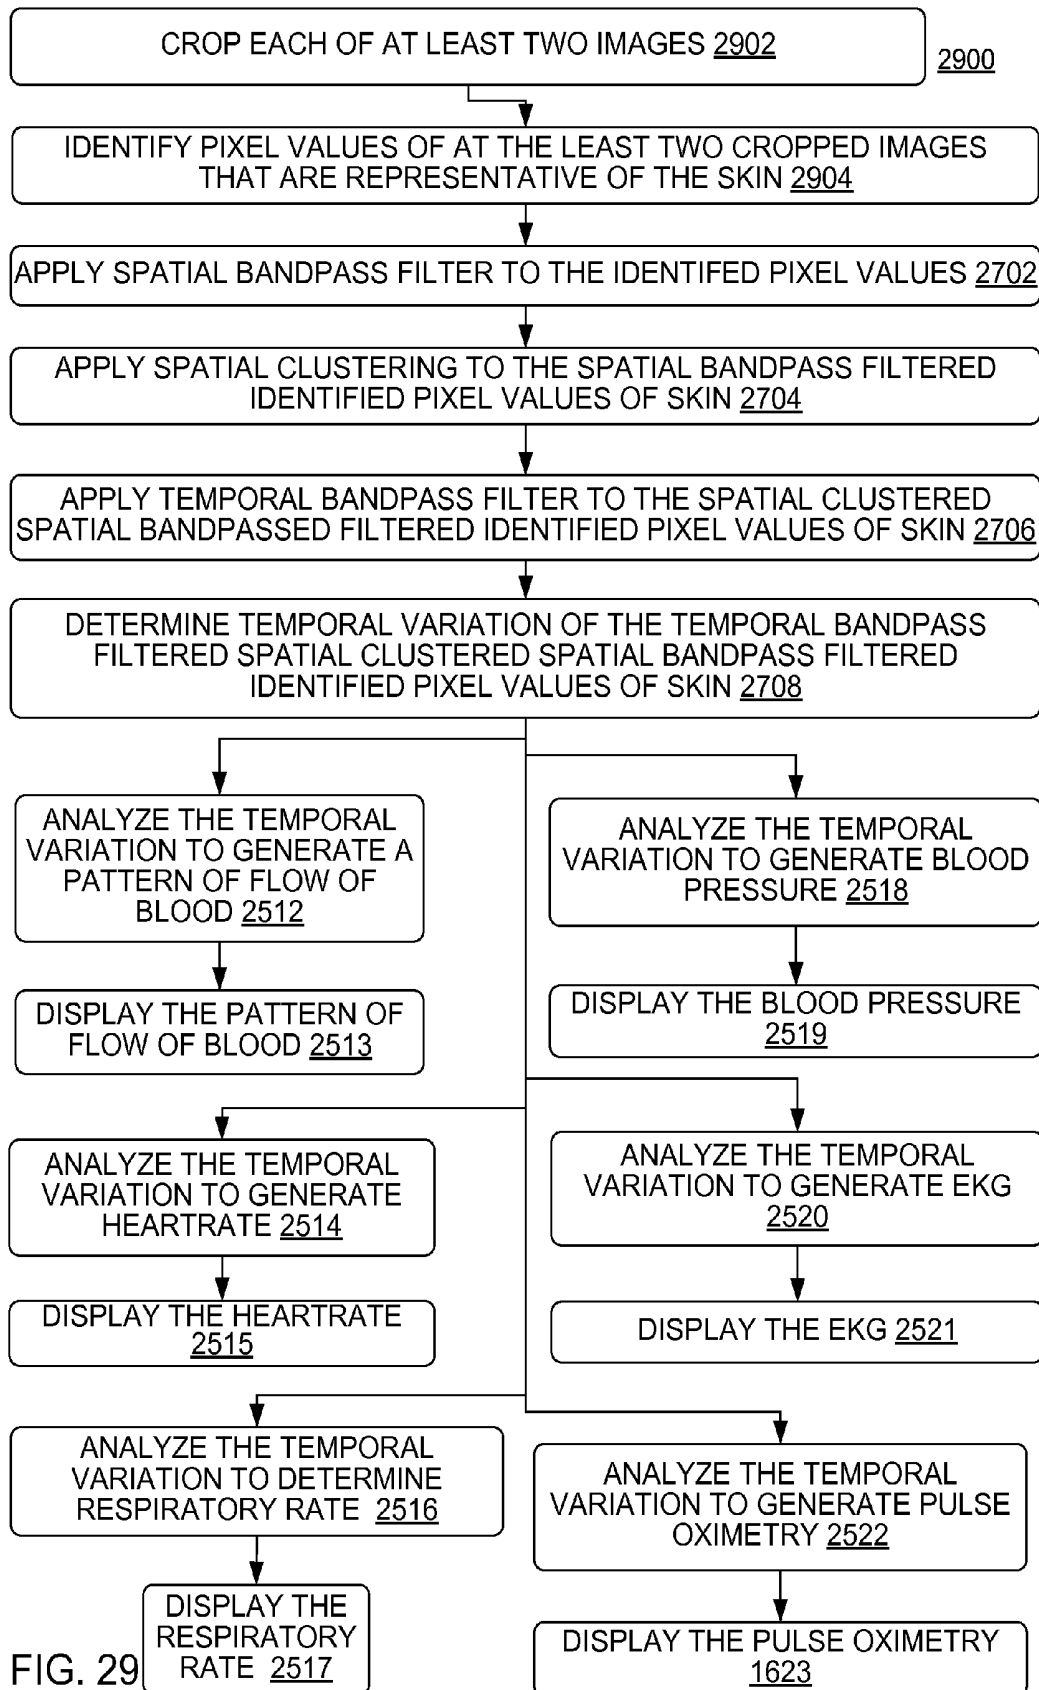 CROP EACH OF AT LEAST TWO IMAGES 2902
2900
IDENTIFY PIXEL VALUES OF AT THE LEAST TWO CROPPED IMAGES
THAT ARE REPRESENTATIVE OF THE SKIN 2904
APPLY SPATIAL BANDPASS FILTER TO THE IDENTIFED PIXEL VALUES 2702
APPLY SPATIAL CLUSTERING TO THE SPATIAL BANDPASS FILTERED
IDENTIFIED PIXEL VALUES OF SKIN 2704
APPLY TEMPORAL BANDPASS FILTER TO THE SPATIAL CLUSTERED
SPATIAL BANDPASSED FILTERED IDENTIFIED PIXEL VALUES OF SKIN 2706
DETERMINE TEMPORAL VARIATION OF THE TEMPORAL BANDPASS
FILTERED SPATIAL CLUSTERED SPATIAL BANDPASS FILTERED
IDENTIFIED PIXEL VALUES OF SKIN 2708
ANALYZE THE TEMPORAL
VARIATION TO GENERATE A
PATTERN OF FLOW OF
BLOOD 2512
ANALYZE THE TEMPORAL
VARIATION TO GENERATE BLOOD
PRESSURE 2518
DISPLAY THE PATTERN OF
FLOW OF BLOOD 2513
DISPLAY THE BLOOD PRESSURE
2519
ANALYZE THE TEMPORAL
VARIATION TO GENERATE
HEARTRATE 2514
ANALYZE THE TEMPORAL
VARIATION TO GENERATE EKG
2520
DISPLAY THE HEARTRATE
2515
DISPLAY THE EKG 2521
ANALYZE THE TEMPORAL
VARIATION TO DETERMINE
RESPIRATORY RATE 2516
ANALYZE THE TEMPORAL
VARIATION TO GENERATE PULSE
OXIMETRY 2522
DISPLAY THE
RESPIRATORY
RATE 2517
DISPLAY THE PULSE OXIMETRY
1623
FIG. 29